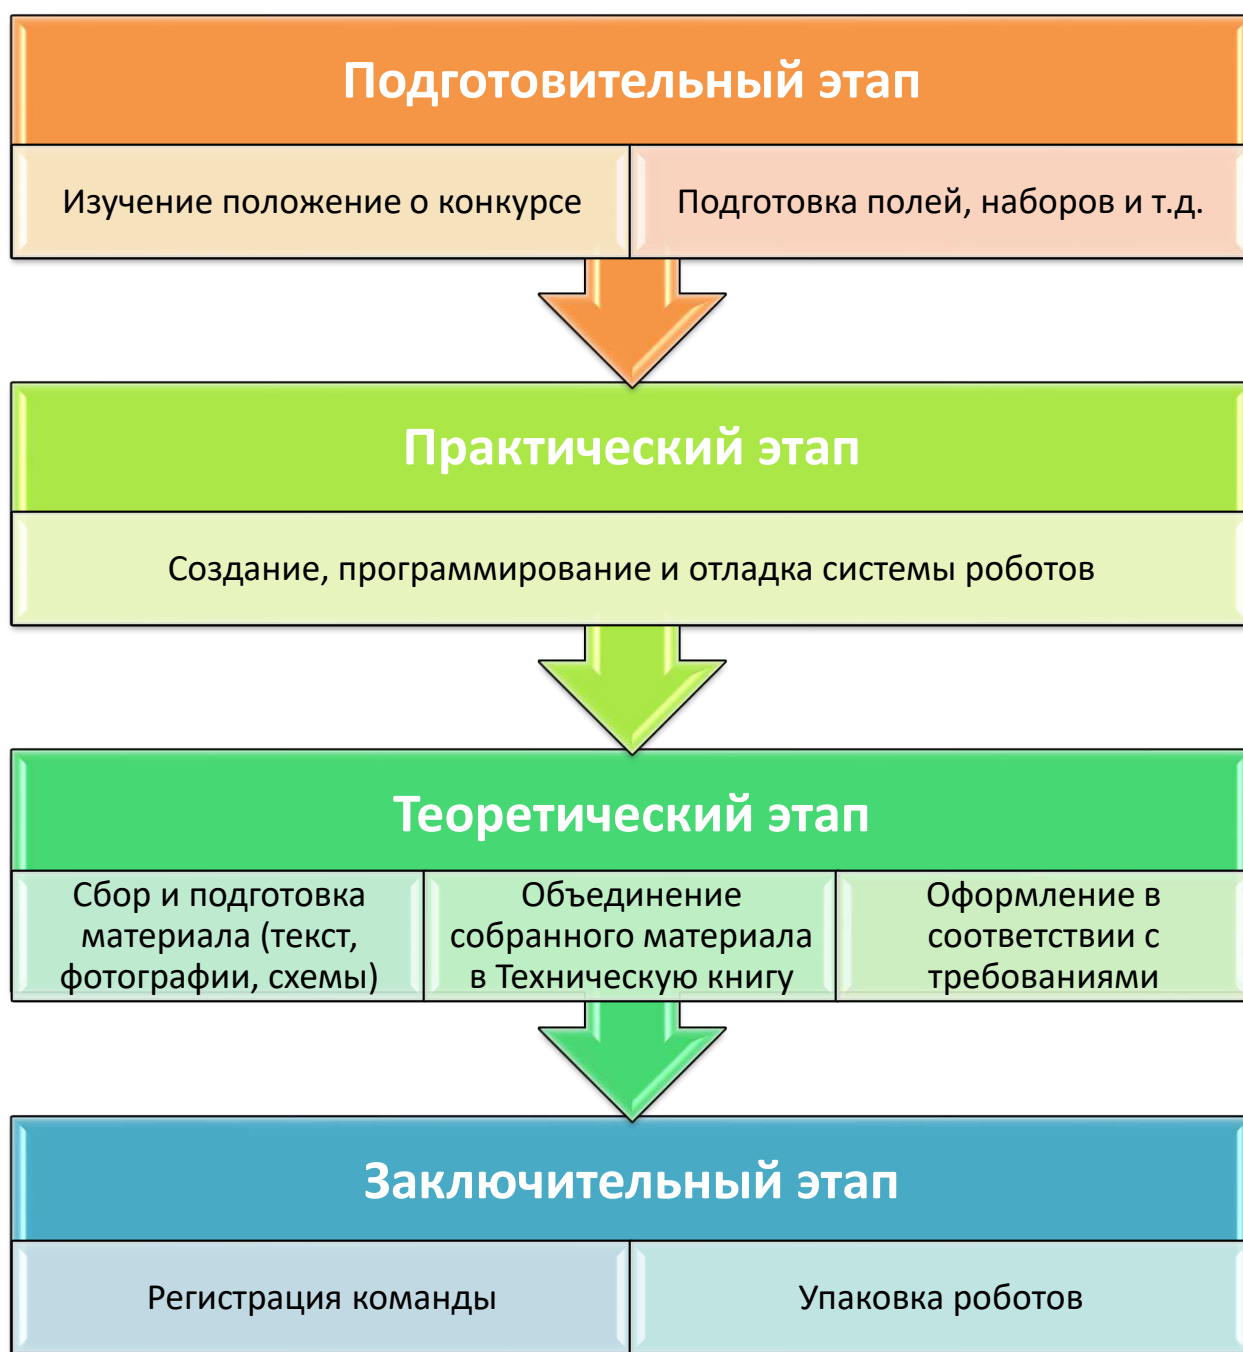 Подготовительный этап
Изучение положение о конкурсе
Подготовка полей, наборов и т.д.
Практический этап
Создание, программирование и отладка системы роботов
Теоретический этап
Сбор и подготовка
материала (текст,
фотографии, схемы)
Объединение
собранного материала
в Техническую книгу
Оформление в
соответствии с
требованиями
Заключительный этап
Регистрация команды
Упаковка роботов